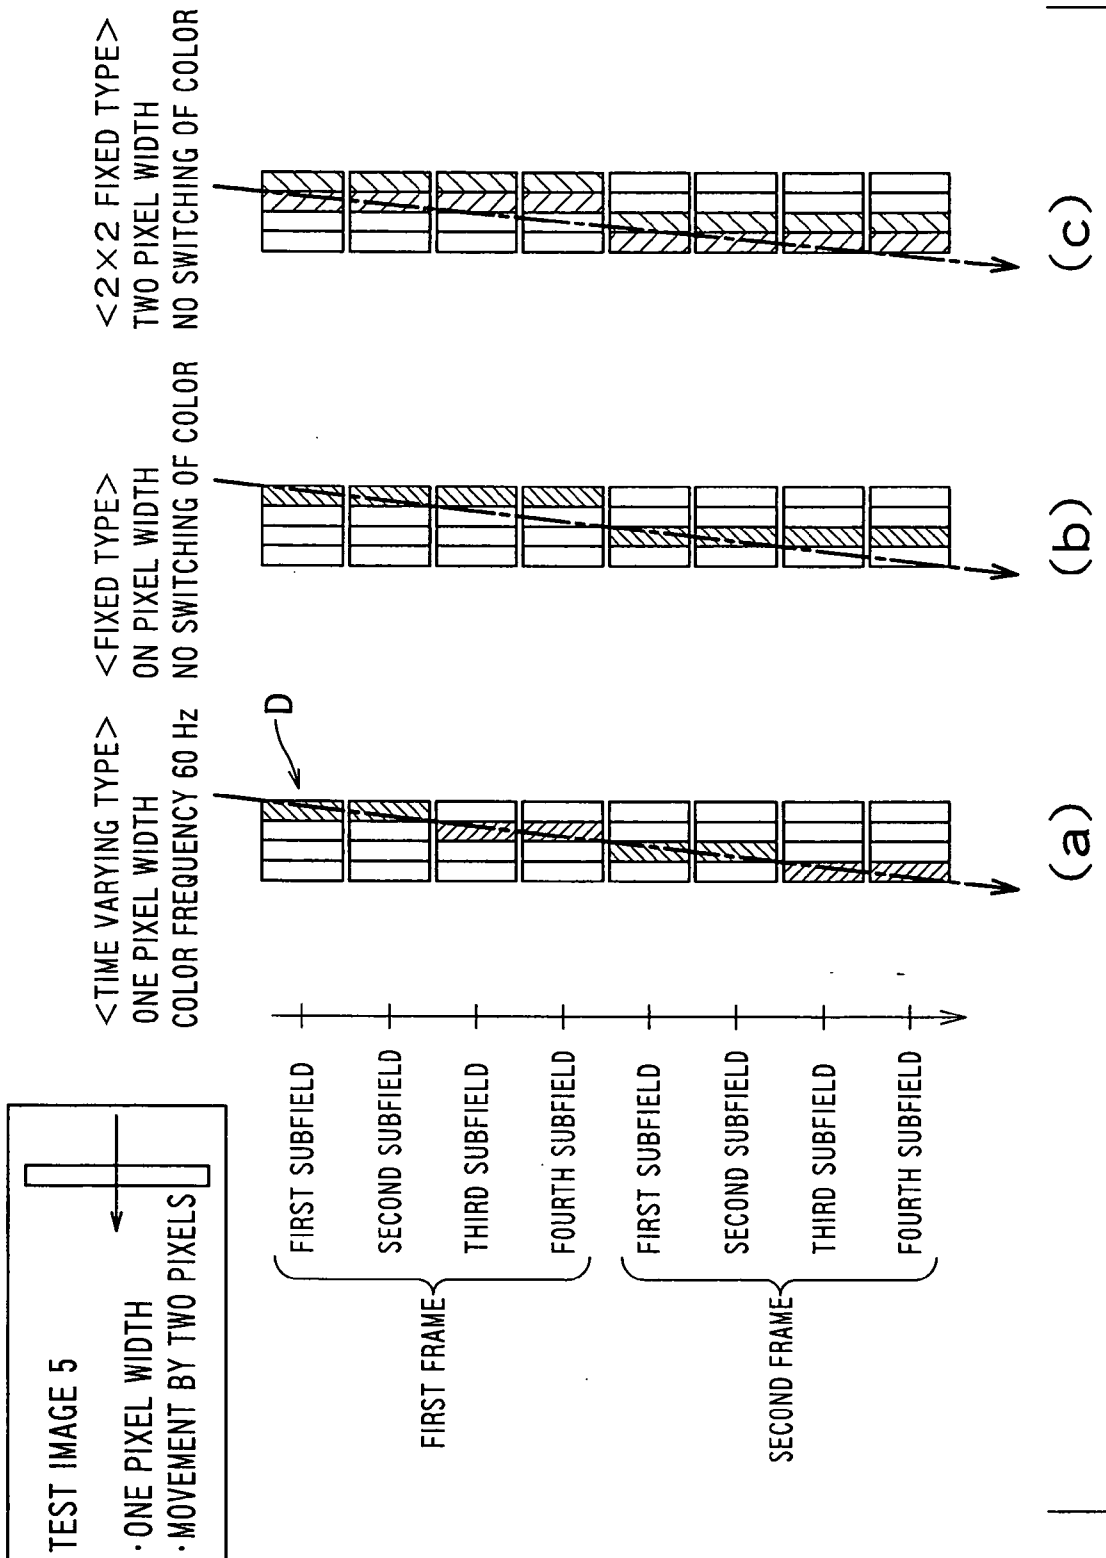 TEST IMAGE 5
·ONE PIXEL WIDTH
·MOVEMENT BY TWO PIXELS
<TIME VARYING TYPE>
ONE PIXEL WIDTH
COLOR FREQUENCY 60 Hz
<FIXED TYPE>
ON PIXEL WIDTH
NO SWITCHING OF COLOR
<2×2 FIXED TYPE>
TWO PIXEL WIDTH
NO SWITCHING OF COLOR
D
FIRST FRAME
FIRST SUBFIELD
SECOND SUBFIELD
THIRD SUBFIELD
FOURTH SUBFIELD
SECOND FRAME
FIRST SUBFIELD
SECOND SUBFIELD
THIRD SUBFIELD
FOURTH SUBFIELD
(a)
(b)
(c)